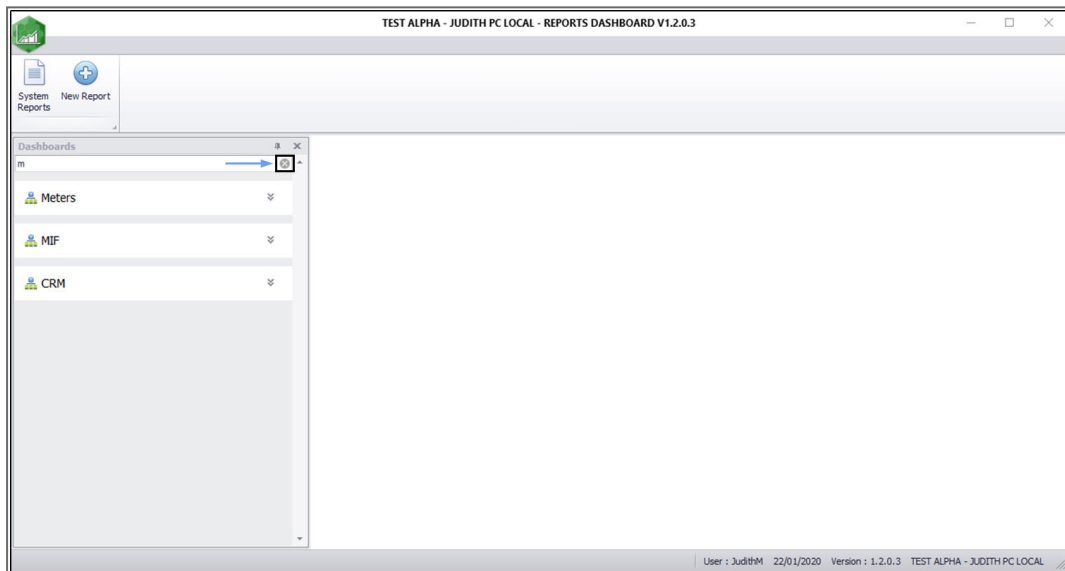 TEST ALPHA - JUDITH PC LOCAL - REPORTS DASHBOARD V1.2.0.3
System Reports
New Report
Dashboards
m
Meters
MIF
CRM
User : JudithM 22/01/2020 Version : 1.2.0.3 TEST ALPHA - JUDITH PC LOCAL